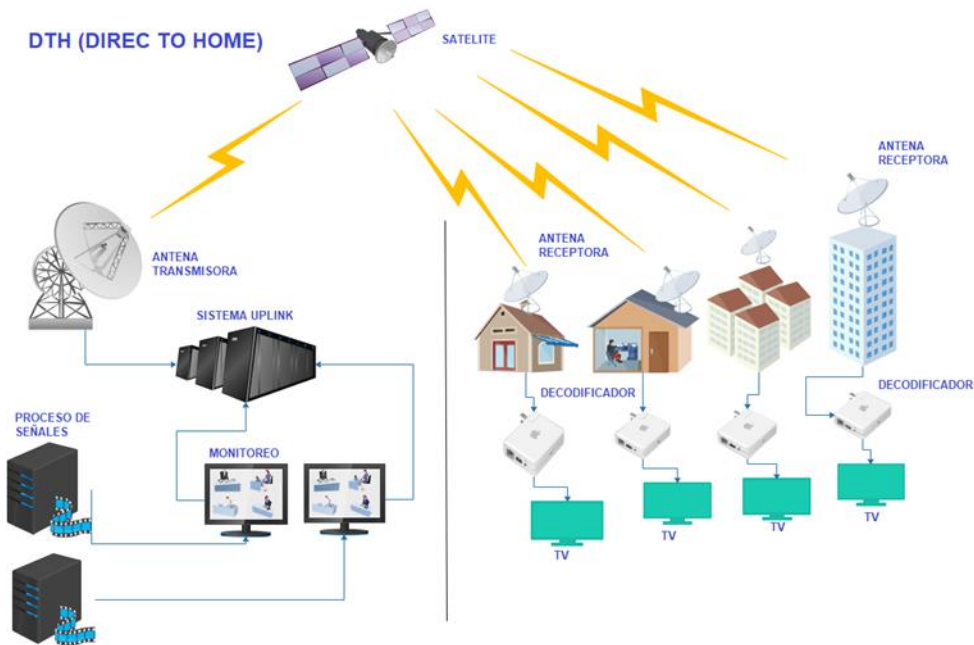 DTH (DIREC TO HOME)
SATELITE
ANTENA
RECEPTORA
ANTENA
TRANSMISORA
ANTENA
RECEPTORA
SISTEMA UPLINK
DECODIFICADOR
DECODIFICADOR
PROCESO DE
SEÑALES
MONITOREO
TV
TV
TV
TV